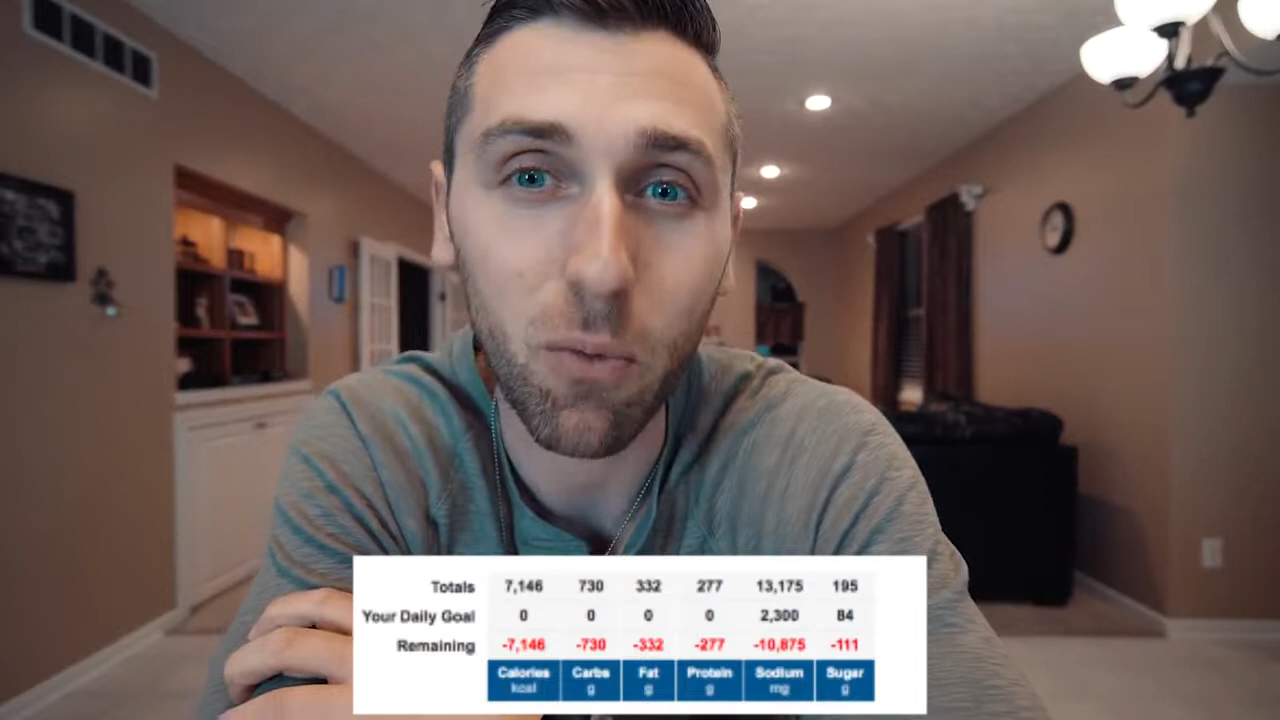 Totals 7,146 730 332 277 13,175 195
Your Daily Goal 0 0 0 0 2,300 84
Remaining -7,146 -730 -332 -277 -10,875 -111
Calories Carbs Fat Protein Sodium Sugar
kcal g g g mg g